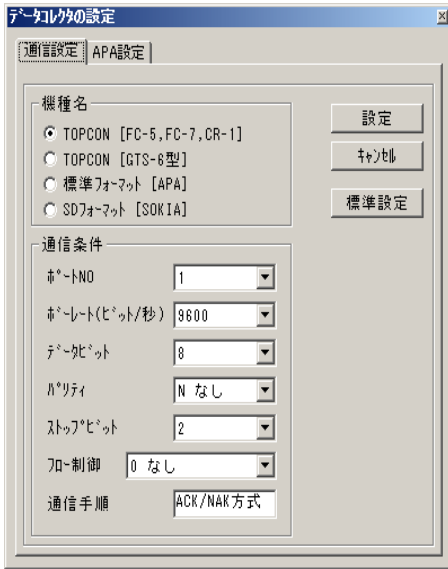 ﾃﾞｰﾀｺﾚｸﾀの設定
通信設定 APA設定
機種名
TOPCON [FC-5,FC-7,CR-1]
TOPCON [GTS-6型]
標準ﾌｫｰﾏｯﾄ [APA]
SDﾌｫｰﾏｯﾄ [SOKIA]
設定
ｷｬﾝｾﾙ
標準設定
通信条件
ﾎﾟｰﾄNO 1
ﾎﾞｰﾚｰﾄ(ﾋﾞｯﾄ/秒) 9600
ﾃﾞｰﾀﾋﾞｯﾄ 8
ﾊﾟﾘﾃｨ N なし
ｽﾄｯﾌﾟﾋﾞｯﾄ 2
ﾌﾛｰ制御 0 なし
通信手順 ACK/NAK方式